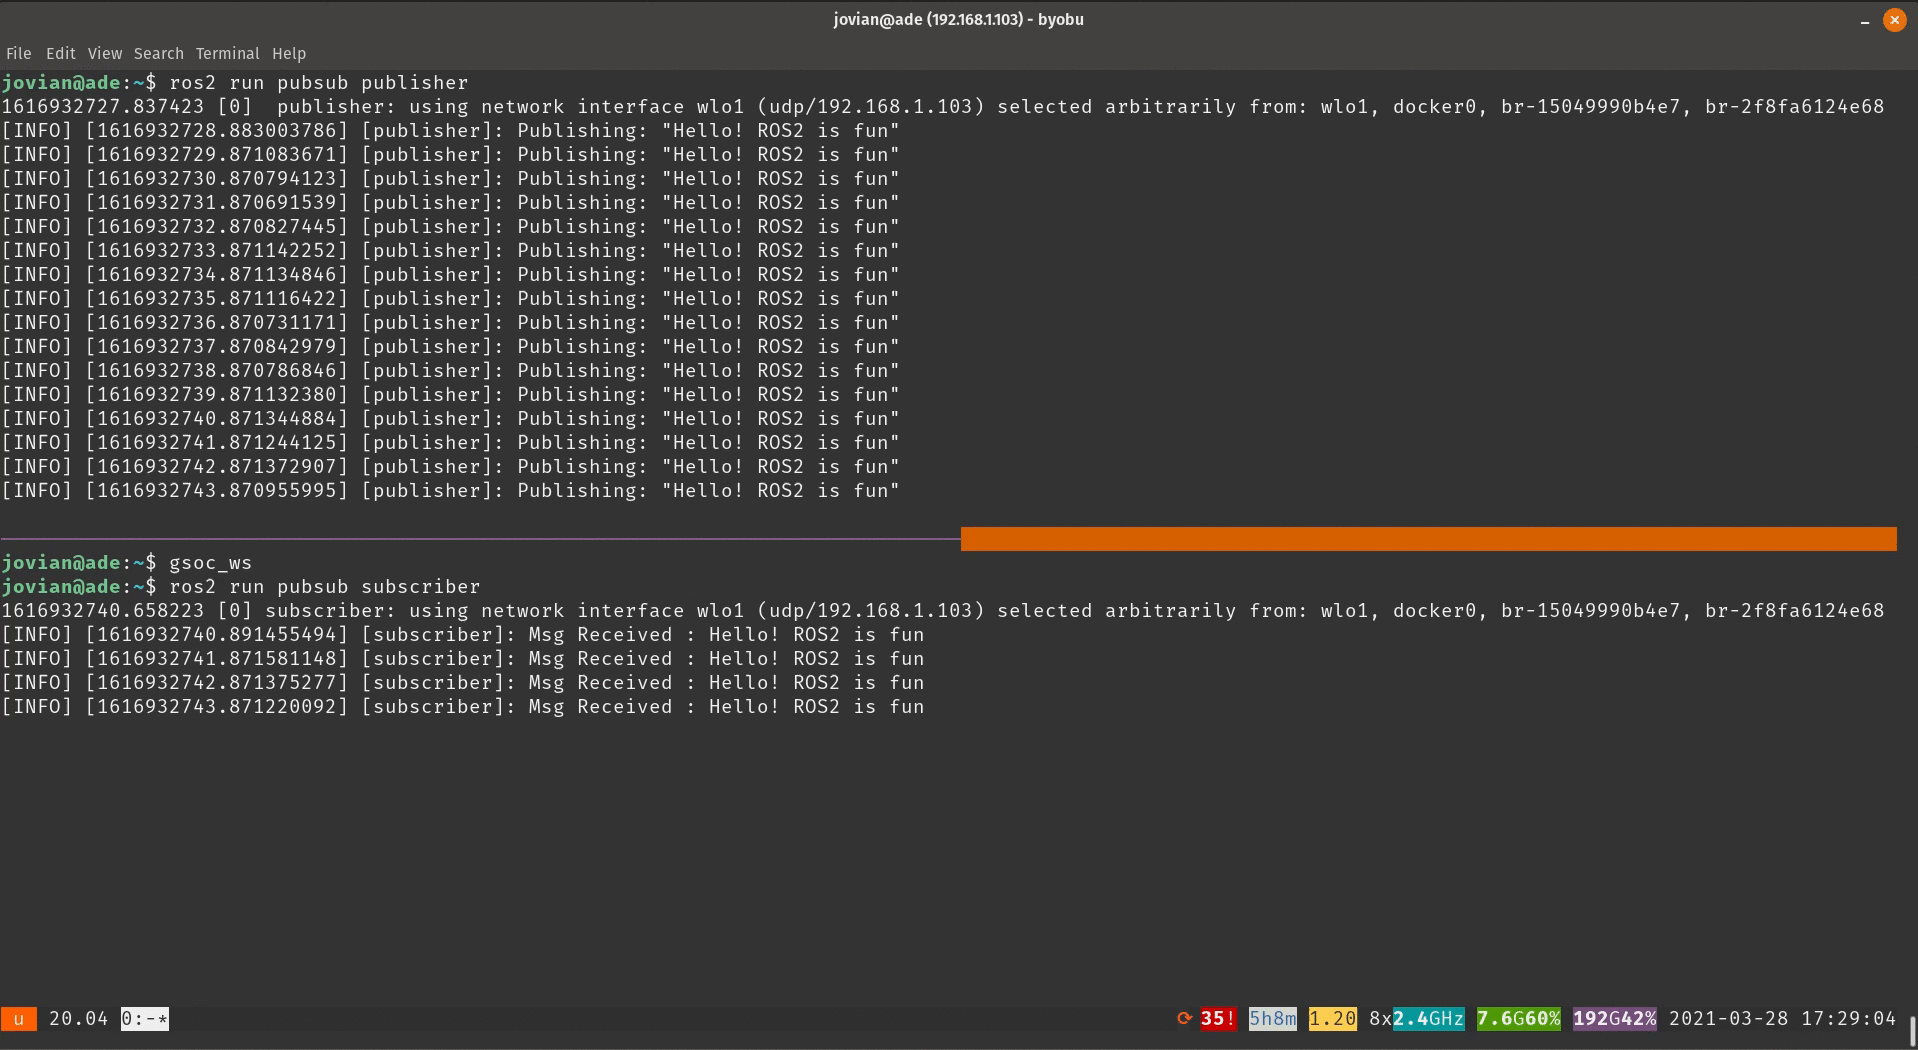 jovian@ade (192.168.1.103) - byobu
File Edit View Search Terminal Help
jovian@ade:~$ ros2 run pubsub publisher
1616932727.837423 [0]  publisher: using network interface wlo1 (udp/192.168.1.103) selected arbitrarily from: wlo1, docker0, br-15049990b4e7, br-2f8fa6124e68
[INFO] [1616932728.883003786] [publisher]: Publishing: "Hello! ROS2 is fun"
[INFO] [1616932729.871083671] [publisher]: Publishing: "Hello! ROS2 is fun"
[INFO] [1616932730.870794123] [publisher]: Publishing: "Hello! ROS2 is fun"
[INFO] [1616932731.870691539] [publisher]: Publishing: "Hello! ROS2 is fun"
[INFO] [1616932732.870827445] [publisher]: Publishing: "Hello! ROS2 is fun"
[INFO] [1616932733.871142252] [publisher]: Publishing: "Hello! ROS2 is fun"
[INFO] [1616932734.871134846] [publisher]: Publishing: "Hello! ROS2 is fun"
[INFO] [1616932735.871116422] [publisher]: Publishing: "Hello! ROS2 is fun"
[INFO] [1616932736.870731171] [publisher]: Publishing: "Hello! ROS2 is fun"
[INFO] [1616932737.870842979] [publisher]: Publishing: "Hello! ROS2 is fun"
[INFO] [1616932738.870786846] [publisher]: Publishing: "Hello! ROS2 is fun"
[INFO] [1616932739.871132380] [publisher]: Publishing: "Hello! ROS2 is fun"
[INFO] [1616932740.871344884] [publisher]: Publishing: "Hello! ROS2 is fun"
[INFO] [1616932741.871244125] [publisher]: Publishing: "Hello! ROS2 is fun"
[INFO] [1616932742.871372907] [publisher]: Publishing: "Hello! ROS2 is fun"
[INFO] [1616932743.870955995] [publisher]: Publishing: "Hello! ROS2 is fun"
jovian@ade:~$ gsoc_ws
jovian@ade:~$ ros2 run pubsub subscriber
1616932740.658223 [0] subscriber: using network interface wlo1 (udp/192.168.1.103) selected arbitrarily from: wlo1, docker0, br-15049990b4e7, br-2f8fa6124e68
[INFO] [1616932740.891455494] [subscriber]: Msg Received : Hello! ROS2 is fun
[INFO] [1616932741.871581148] [subscriber]: Msg Received : Hello! ROS2 is fun
[INFO] [1616932742.871375277] [subscriber]: Msg Received : Hello! ROS2 is fun
[INFO] [1616932743.871220092] [subscriber]: Msg Received : Hello! ROS2 is fun
u 20.04 0:-* ⟳ 35! 5h8m 1.20 8x2.4GHz 7.6G60% 192G42% 2021-03-28 17:29:04